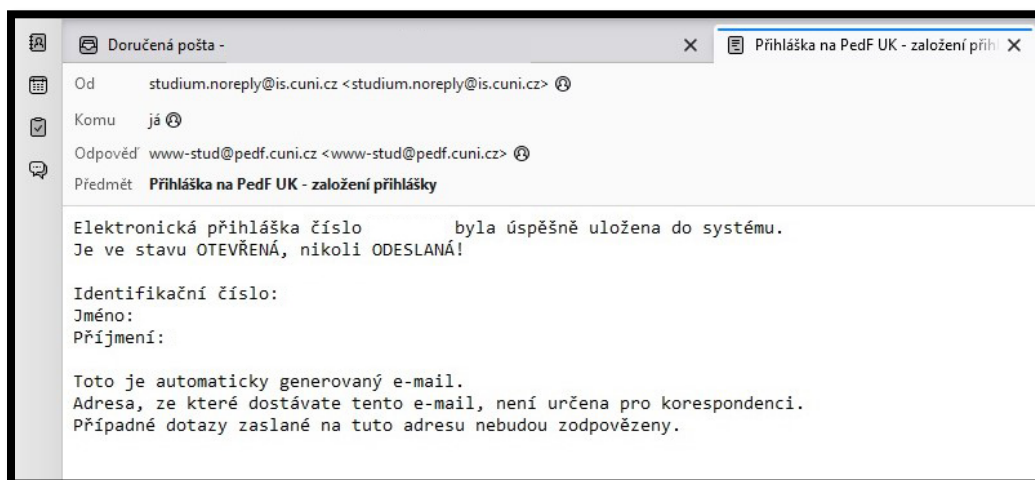 Doručená pošta -
Přihláška na PedF UK - založení přihl
Od studium.noreply@is.cuni.cz <studium.noreply@is.cuni.cz>
Komu já
Odpověď www-stud@pedf.cuni.cz <www-stud@pedf.cuni.cz>
Předmět Přihláška na PedF UK - založení přihlášky
Elektronická přihláška číslo byla úspěšně uložena do systému.
Je ve stavu OTEVŘENÁ, nikoli ODESLANÁ!
Identifikační číslo:
Jméno:
Příjmení:
Toto je automaticky generovaný e-mail.
Adresa, ze které dostávate tento e-mail, není určena pro korespondenci.
Případné dotazy zaslané na tuto adresu nebudou zodpovězeny.